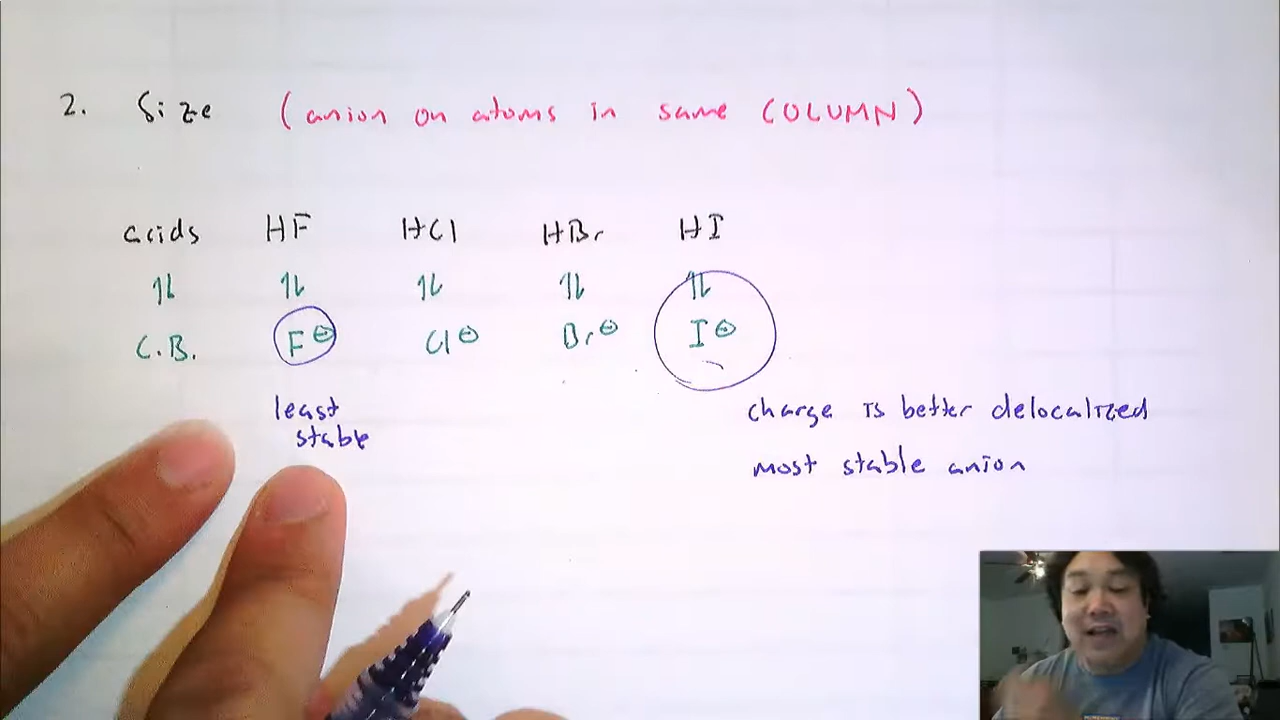 2. Size (anion on atoms in same COLUMN)
acids HF HCl HBr HI
⇅ ⇅ ⇅ ⇅ ⇅
C.B. F⊖ Cl⊖ Br⊖ I⊖
least
stable
charge is better delocalized
most stable anion